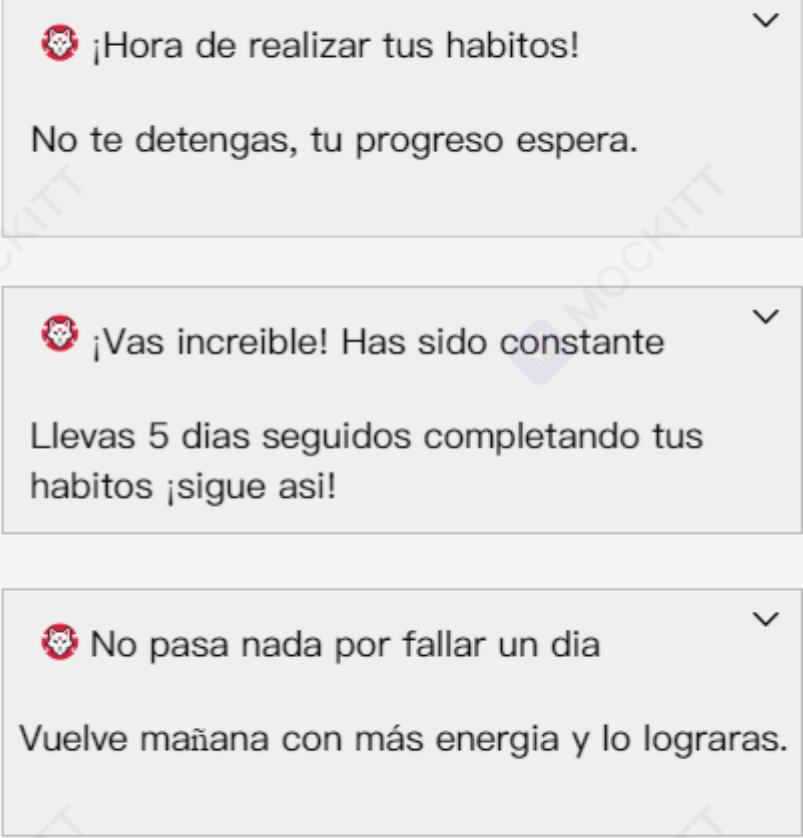 ¡Hora de realizar tus habitos!
No te detengas, tu progreso espera.
¡Vas increible! Has sido constante
Llevas 5 dias seguidos completando tus
habitos ¡sigue asi!
No pasa nada por fallar un dia
Vuelve mañana con más energia y lo lograras.
MOCKITT